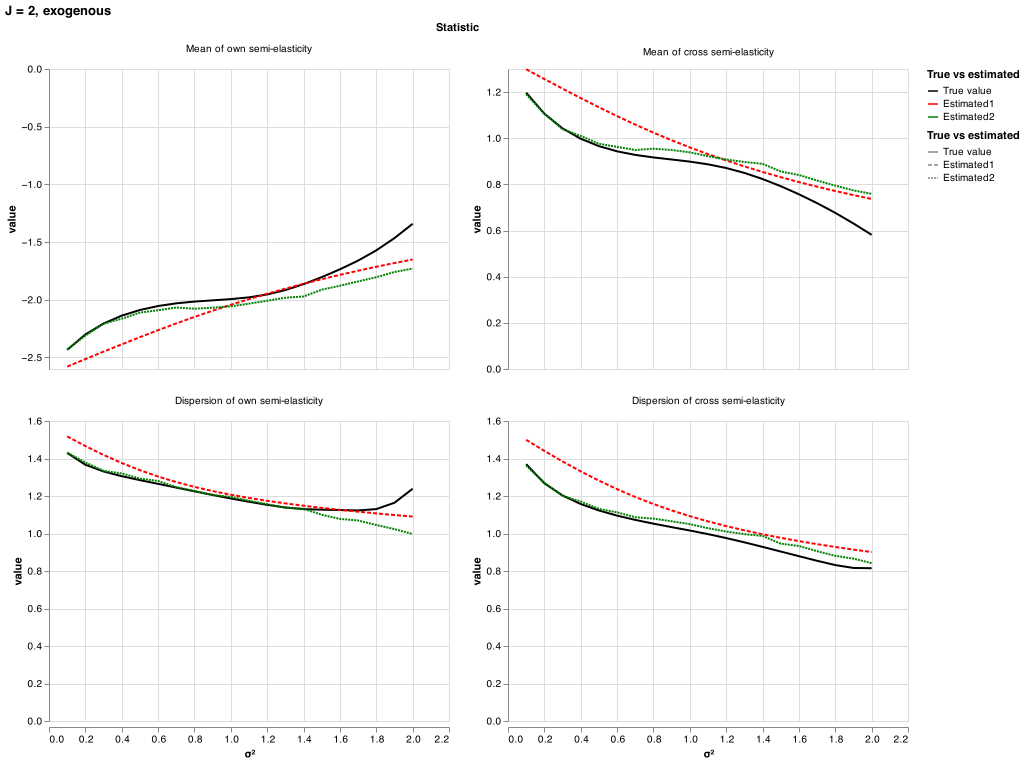 J = 2, exogenous
Statistic
Mean of own semi-elasticity
Mean of cross semi-elasticity
0.0
−0.5
−1.0
−1.5
−2.0
−2.5
value
1.2
1.0
0.8
0.6
0.4
0.2
0.0
value
True vs estimated
True value
Estimated1
Estimated2
True vs estimated
True value
Estimated1
Estimated2
Dispersion of own semi-elasticity
Dispersion of cross semi-elasticity
1.6
1.4
1.2
1.0
0.8
0.6
0.4
0.2
0.0
value
0.0 0.2 0.4 0.6 0.8 1.0 1.2 1.4 1.6 1.8 2.0 2.2
σ²
1.6
1.4
1.2
1.0
0.8
0.6
0.4
0.2
0.0
value
0.0 0.2 0.4 0.6 0.8 1.0 1.2 1.4 1.6 1.8 2.0 2.2
σ²